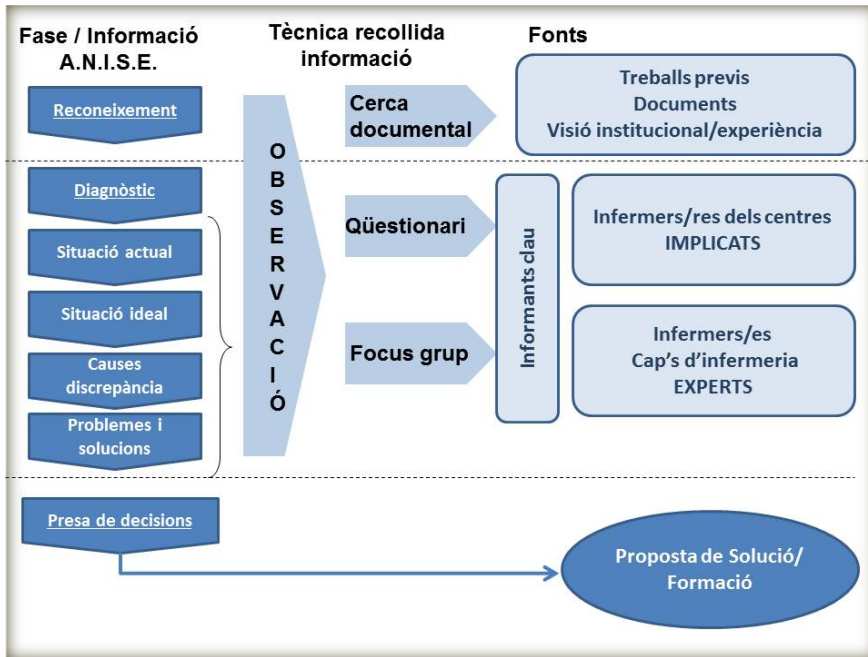 Fase / Informació
A.N.I.S.E.
Tècnica recollida
informació
Fonts
Reconeixement
OBSERVACIÓ
Cerca
documental
Treballs previs
Documents
Visió institucional/experiència
Diagnòstic
Situació actual
Situació ideal
Causes
discrepància
Problemes i
solucions
Qüestionari
Focus grup
Informants clau
Infermers/res dels centres
IMPLICATS
Infermers/es
Cap's d'infermeria
EXPERTS
Presa de decisions
Proposta de Solució/
Formació